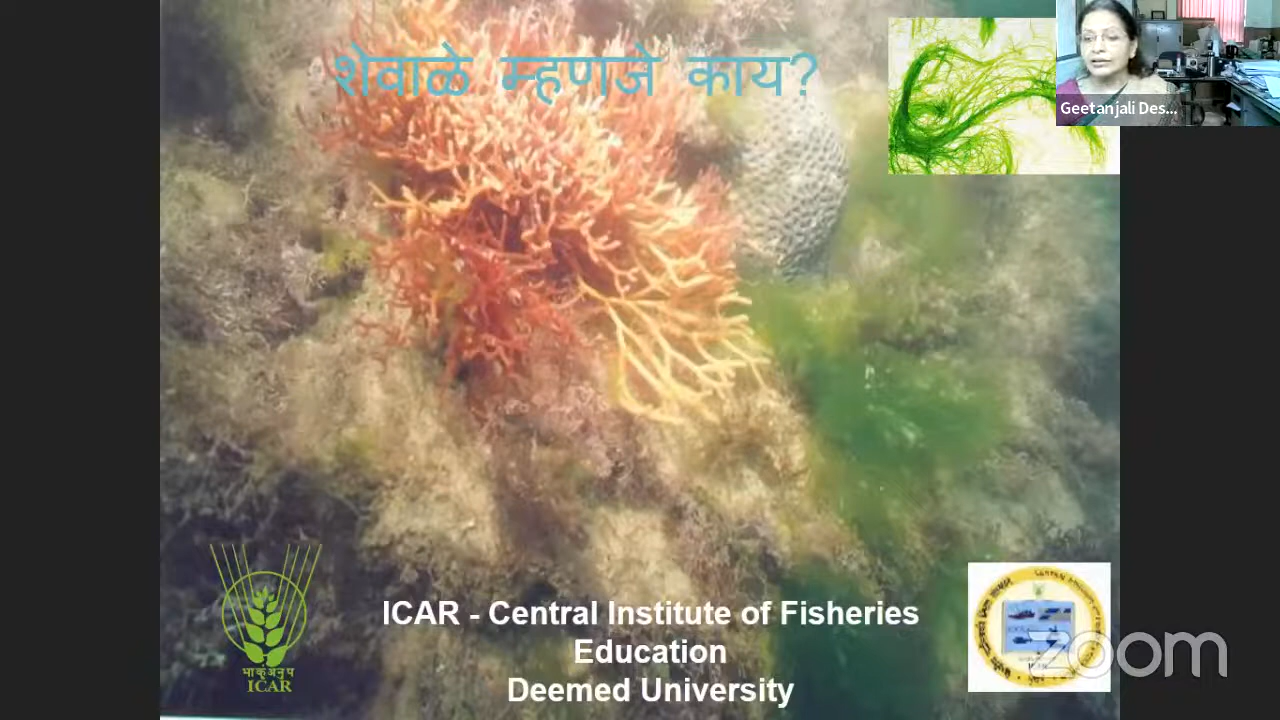 शेवाळे म्हणजे काय?
Geetanjali Des...
ICAR - Central Institute of Fisheries
Education
Deemed University
भाकृअनुप
ICAR
zoom